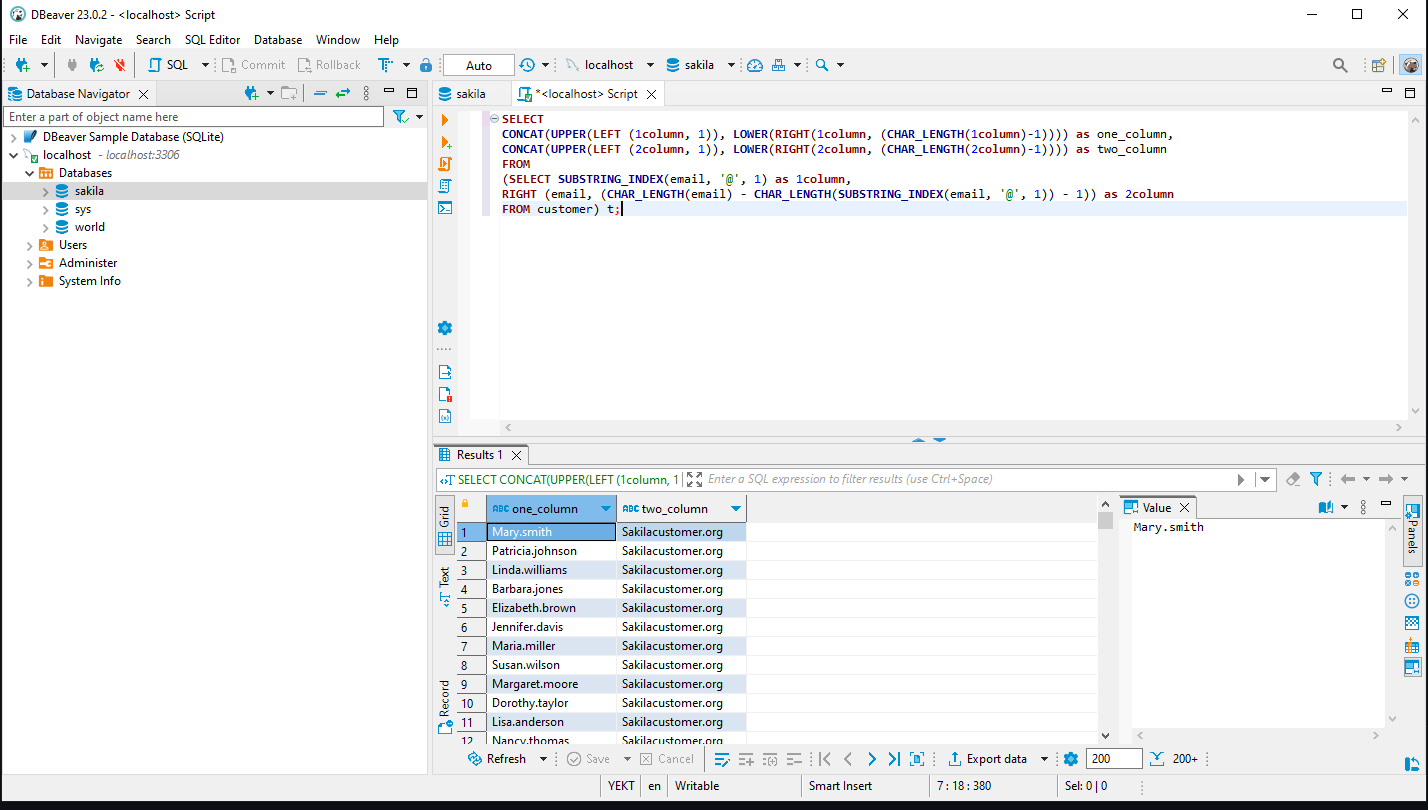 DBeaver 23.0.2 - <localhost> Script
File Edit Navigate Search SQL Editor Database Window Help
SQL Commit Rollback Auto localhost sakila
Database Navigator
Enter a part of object name here
DBeaver Sample Database (SQLite)
localhost - localhost:3306
Databases
sakila
sys
world
Users
Administer
System Info
sakila *<localhost> Script
SELECT
CONCAT(UPPER(LEFT (1column, 1)), LOWER(RIGHT(1column, (CHAR_LENGTH(1column)-1)))) as one_column,
CONCAT(UPPER(LEFT (2column, 1)), LOWER(RIGHT(2column, (CHAR_LENGTH(2column)-1)))) as two_column
FROM
(SELECT SUBSTRING_INDEX(email, '@', 1) as 1column,
RIGHT (email, (CHAR_LENGTH(email) - CHAR_LENGTH(SUBSTRING_INDEX(email, '@', 1)) - 1)) as 2column
FROM customer) t;
Results 1
SELECT CONCAT(UPPER(LEFT (1column, 1 Enter a SQL expression to filter results (use Ctrl+Space)
Grid
Text
Record
ABC one_column ABC two_column
1 Mary.smith Sakilacustomer.org
2 Patricia.johnson Sakilacustomer.org
3 Linda.williams Sakilacustomer.org
4 Barbara.jones Sakilacustomer.org
5 Elizabeth.brown Sakilacustomer.org
6 Jennifer.davis Sakilacustomer.org
7 Maria.miller Sakilacustomer.org
8 Susan.wilson Sakilacustomer.org
9 Margaret.moore Sakilacustomer.org
10 Dorothy.taylor Sakilacustomer.org
11 Lisa.anderson Sakilacustomer.org
12 Nancy.thomas Sakilacustomer.org
Value
Mary.smith
Panels
Refresh Save Cancel Export data 200 200+
YEKT en Writable Smart Insert 7 : 18 : 380 Sel: 0 | 0